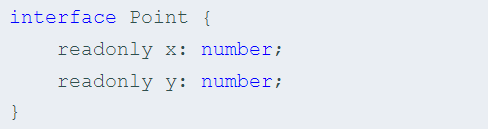 interface Point {
    readonly x: number;
    readonly y: number;
}